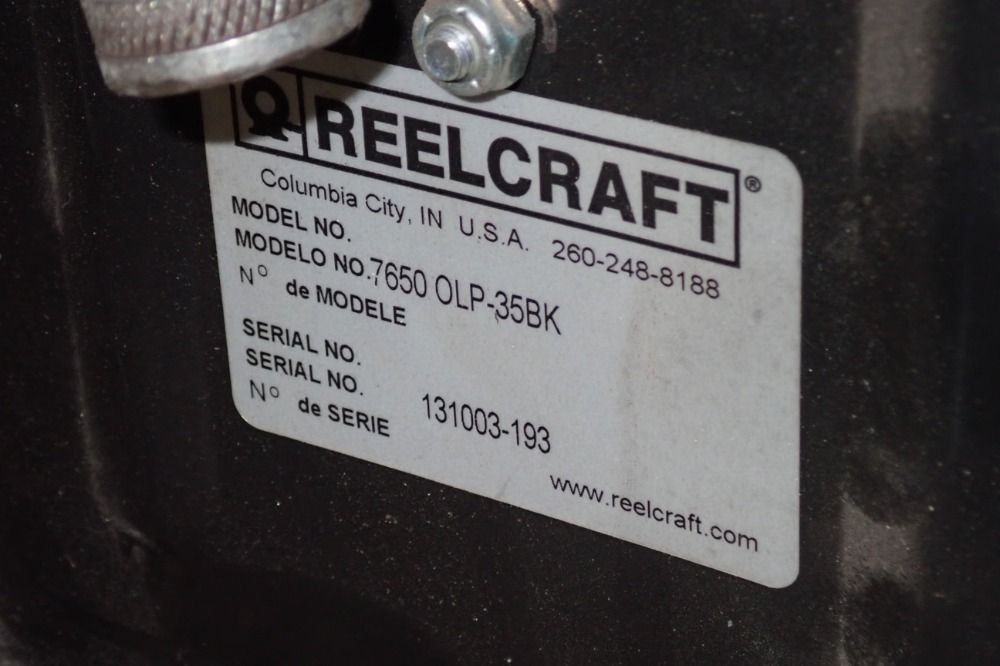 REELCRAFT®
Columbia City, IN U.S.A. 260-248-8188
MODEL NO.
MODELO NO. 7650 OLP-35BK
N° de MODELE
SERIAL NO.
SERIAL NO.
N° de SERIE 131003-193
www.reelcraft.com